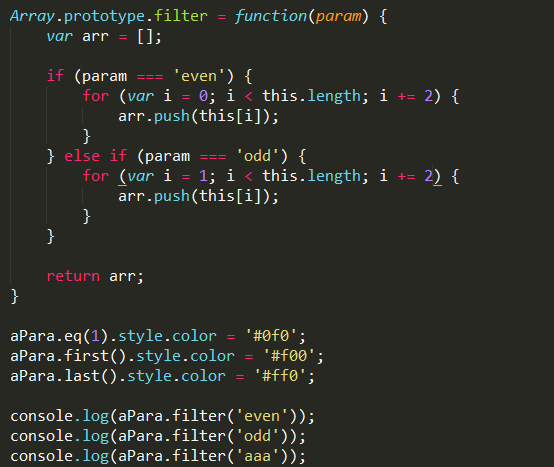 Array.prototype.filter = function(param) {
    var arr = [];

    if (param === 'even') {
        for (var i = 0; i < this.length; i += 2) {
            arr.push(this[i]);
        }
    } else if (param === 'odd') {
        for (var i = 1; i < this.length; i += 2) {
            arr.push(this[i]);
        }
    }

    return arr;
}

aPara.eq(1).style.color = '#0f0';
aPara.first().style.color = '#f00';
aPara.last().style.color = '#ff0';

console.log(aPara.filter('even'));
console.log(aPara.filter('odd'));
console.log(aPara.filter('aaa'));